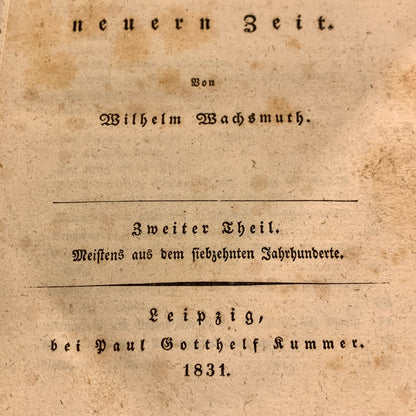 neuern Zeit.
Von
Wilhelm Wachsmuth.
Zweiter Theil.
Meistens aus dem siebzehnten Jahrhunderte.
Leipzig,
bei Paul Gotthelf Kummer.
1831.